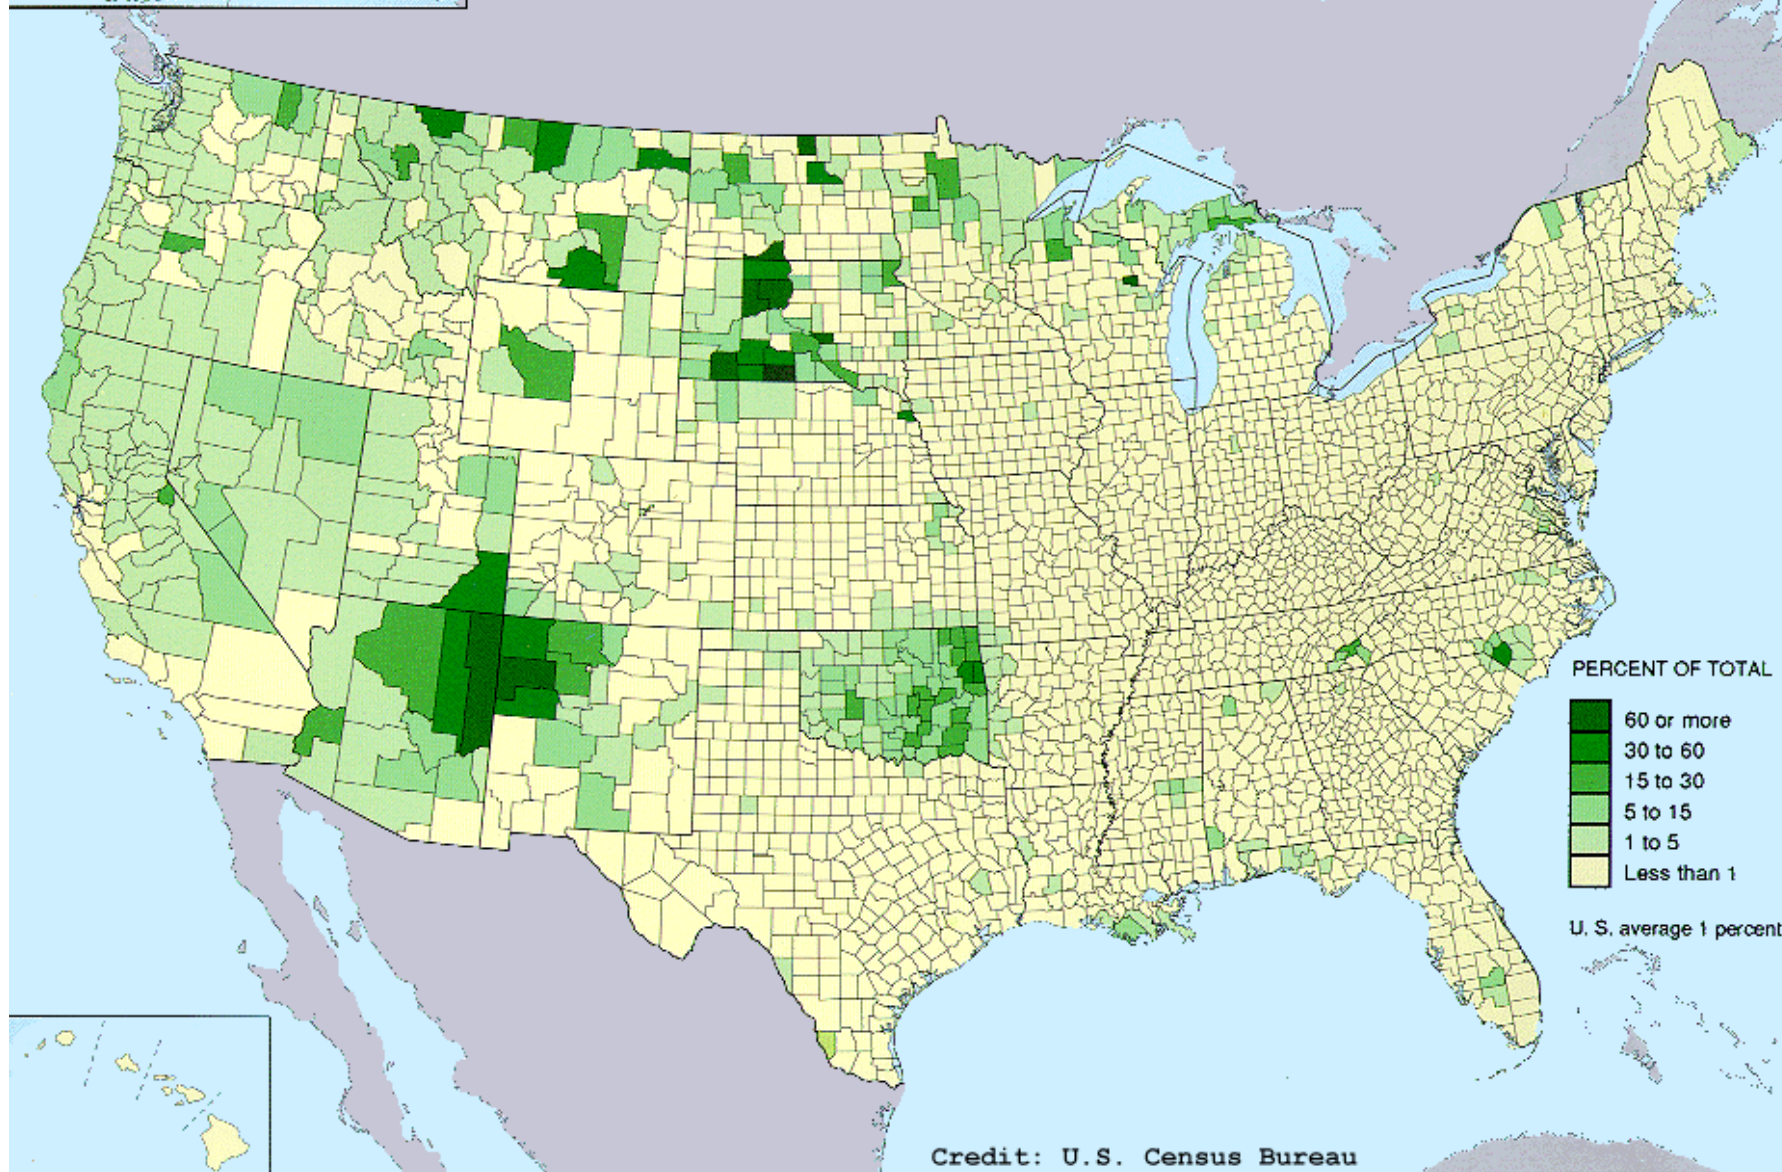 PERCENT OF TOTAL
60 or more
30 to 60
15 to 30
5 to 15
1 to 5
Less than 1
U. S. average 1 percent
Credit: U.S. Census Bureau